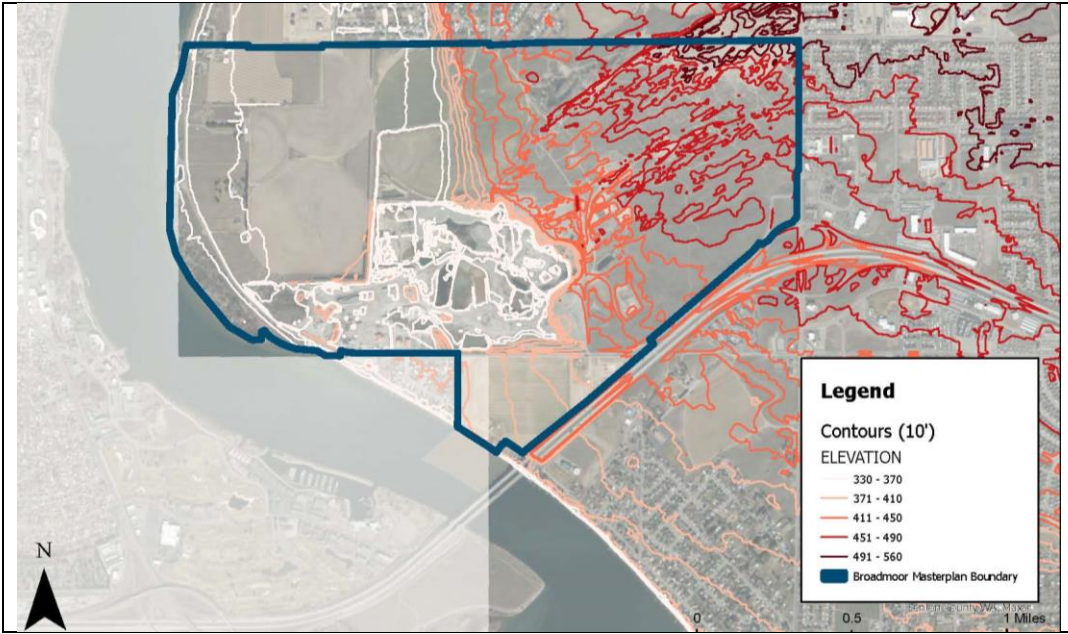 Legend
Contours (10')
ELEVATION
330 - 370
371 - 410
411 - 450
451 - 490
491 - 560
Broadmoor Masterplan Boundary
N
0 0.5 1 Miles